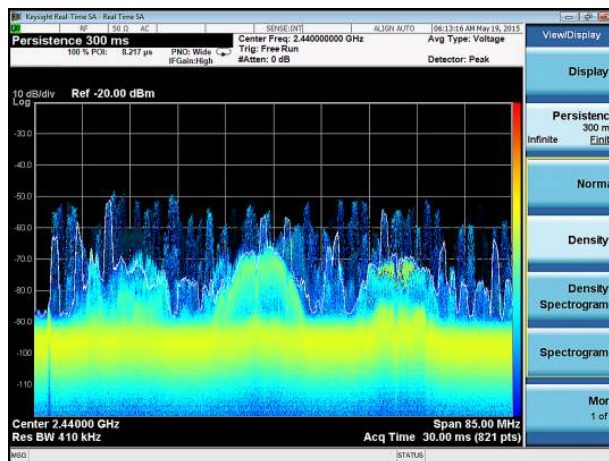 Keysight Real-Time SA - Real Time SA
RF 50 Ω AC SENSE:INT ALIGN AUTO 06:13:16 AM May 19, 2015
Persistence 300 ms
100 % POI: 8.217 µs
PNO: Wide
IFGain:High
Center Freq: 2.440000000 GHz
Trig: Free Run
#Atten: 0 dB
Avg Type: Voltage
Detector: Peak
10 dB/div
Log
Ref -20.00 dBm
-30.0
-40.0
-50.0
-60.0
-70.0
-80.0
-90.0
-100
-110
Center 2.44000 GHz
Res BW 410 kHz
Span 85.00 MHz
Acq Time 30.00 ms (821 pts)
MSG
STATUS
View/Display
Display
Persistenc
300 m
Infinite Finit
Norma
Density
Density
Spectrogram
Spectrogram
Mor
1 of